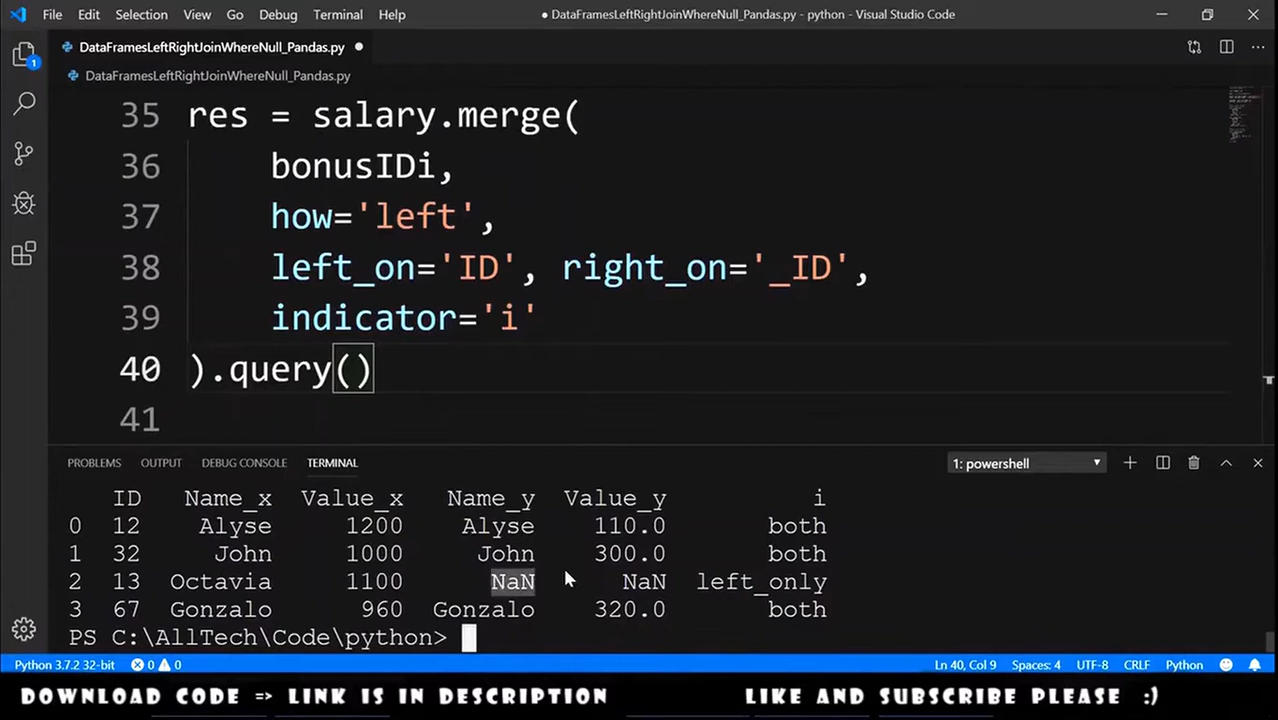 File Edit Selection View Go Debug Terminal Help
● DataFramesLeftRightJoinWhereNull_Pandas.py - python - Visual Studio Code
DataFramesLeftRightJoinWhereNull_Pandas.py ●
DataFramesLeftRightJoinWhereNull_Pandas.py
1
35 res = salary.merge(
36 bonusIDi,
37 how='left',
38 left_on='ID', right_on='_ID',
39 indicator='i'
40 ).query()
41
PROBLEMS OUTPUT DEBUG CONSOLE TERMINAL 1: powershell
ID Name_x Value_x Name_y Value_y i
0 12 Alyse 1200 Alyse 110.0 both
1 32 John 1000 John 300.0 both
2 13 Octavia 1100 NaN NaN left_only
3 67 Gonzalo 960 Gonzalo 320.0 both
PS C:\AllTech\Code\python>
Python 3.7.2 32-bit 0 0 Ln 40, Col 9 Spaces: 4 UTF-8 CRLF Python
DOWNLOAD CODE => LINK IS IN DESCRIPTION LIKE AND SUBSCRIBE PLEASE :)